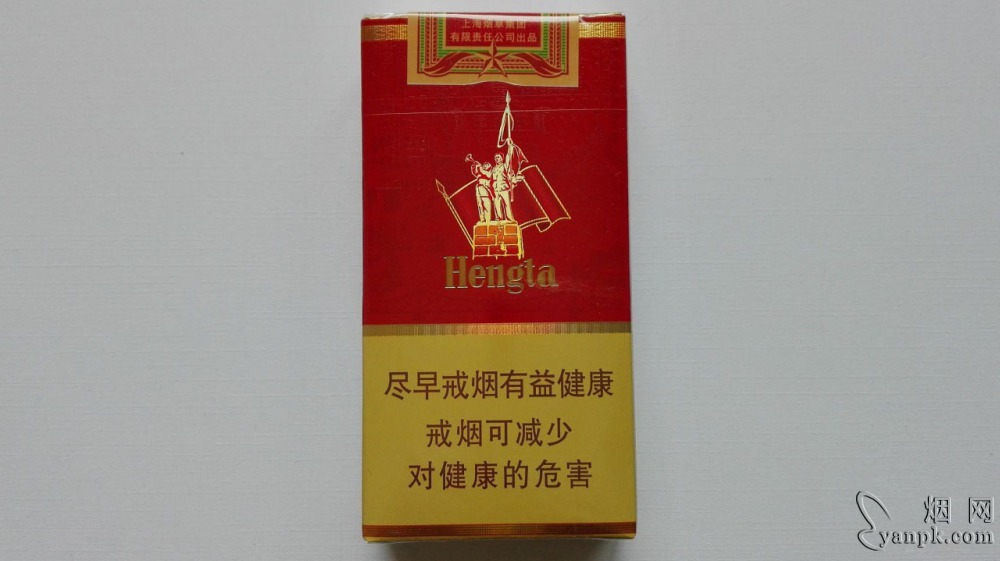 上海烟草集团
有限责任公司出品
Hengta
尽早戒烟有益健康
戒烟可减少
对健康的危害
烟网
yanpk.com